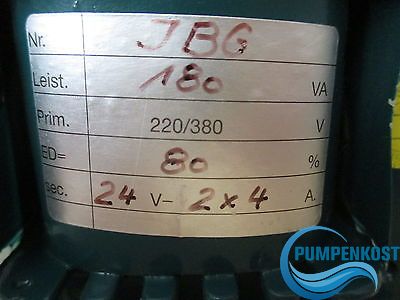 Nr. JBG
Leist. 180 VA
Prim. 220/380 V
ED= 80 %
sec. 24 V- 2x4 A.
PUMPENKOST